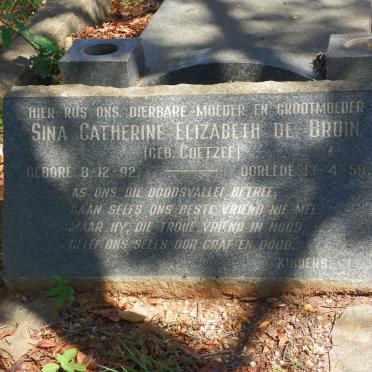 HIER RUS ONS DIERBARE MOEDER EN GROOTMOEDER
SINA CATHERINE ELIZABETH DE BRUIN
(GEB. COETZEE)
GEBORE 8-12-92. OORLEDE 13-4-59.
AS ONS DIE DOODSVALLEI BETREE,
GAAN SELFS ONS BESTE VRIEND NIE MEE,
MAAR HY, DIE TROUE VRIEND IN NOOD
GELEI ONS SELFS DOR GRAF EN DOOD.
KINDERS.